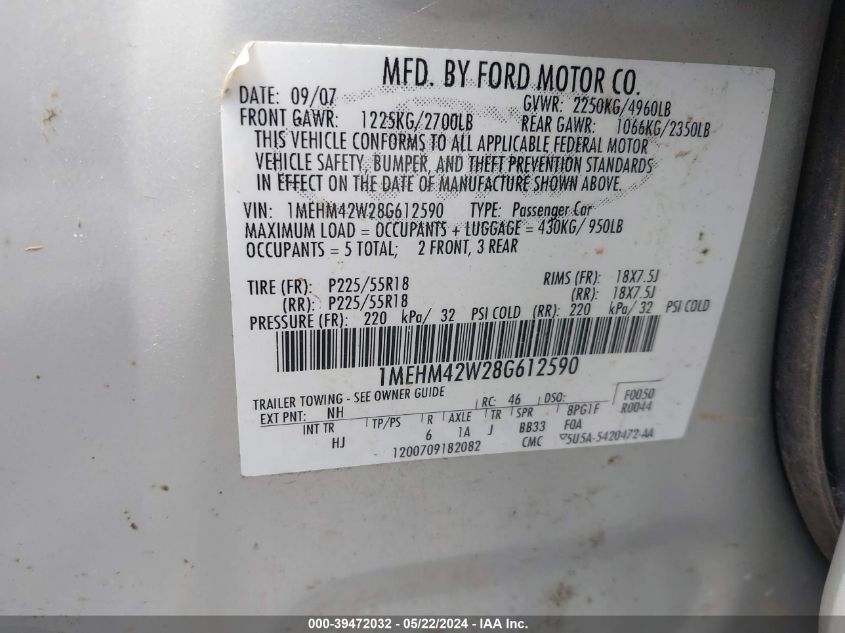 MFD. BY FORD MOTOR CO.
DATE: 09/07 GVWR: 2250KG/4960LB
FRONT GAWR: 1225KG/2700LB REAR GAWR: 1066KG/2350LB
THIS VEHICLE CONFORMS TO ALL APPLICABLE FEDERAL MOTOR
VEHICLE SAFETY, BUMPER, AND THEFT PREVENTION STANDARDS
IN EFFECT ON THE DATE OF MANUFACTURE SHOWN ABOVE.
VIN: 1MEHM42W28G612590 TYPE: Passenger Car
MAXIMUM LOAD = OCCUPANTS + LUGGAGE = 430KG/ 950LB
OCCUPANTS = 5 TOTAL; 2 FRONT, 3 REAR
TIRE (FR): P225/55R18 RIMS (FR): 18X7.5J
(RR): P225/55R18 (RR): 18X7.5J
PRESSURE (FR): 220 kPa/ 32 PSI COLD (RR): 220 kPa/ 32 PSI COLD
1MEHM42W28G612590
TRAILER TOWING - SEE OWNER GUIDE
EXT PNT: NH RC: 46 DSO: F0050
R0044
INT TR TP/PS R AXLE TR SPR 8PG1F
HJ 6 1A J BB33 F0A
1200709182082 CMC 5U5A-5420472-AA
000-39472032 - 05/22/2024 - IAAI.COM